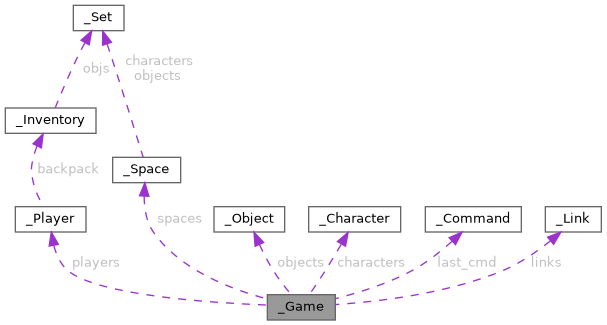 _Set
objs
characters
objects
_Inventory
backpack
_Space
_Player
spaces
_Object
_Character
_Command
_Link
players
objects
characters
last_cmd
links
_Game